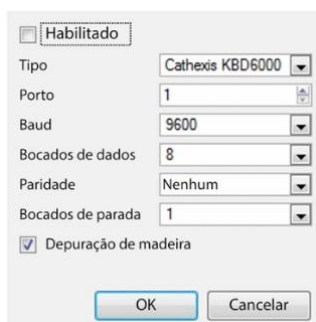 Habilitado
Tipo Cathexis KBD6000
Porto 1
Baud 9600
Bocados de dados 8
Paridade Nenhum
Bocados de parada 1
Depuração de madeira
OK Cancelar